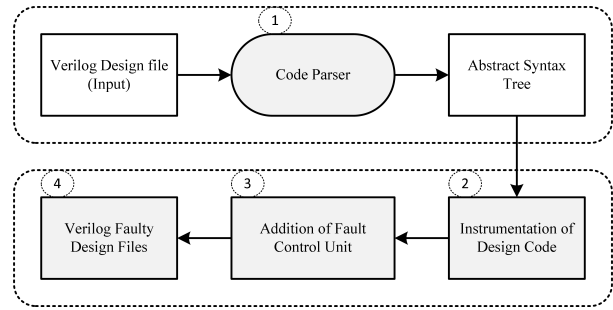 1
Verilog Design file
(Input)
Code Parser
Abstract Syntax
Tree
4
3
2
Verilog Faulty
Design Files
Addition of Fault
Control Unit
Instrumentation of
Design Code